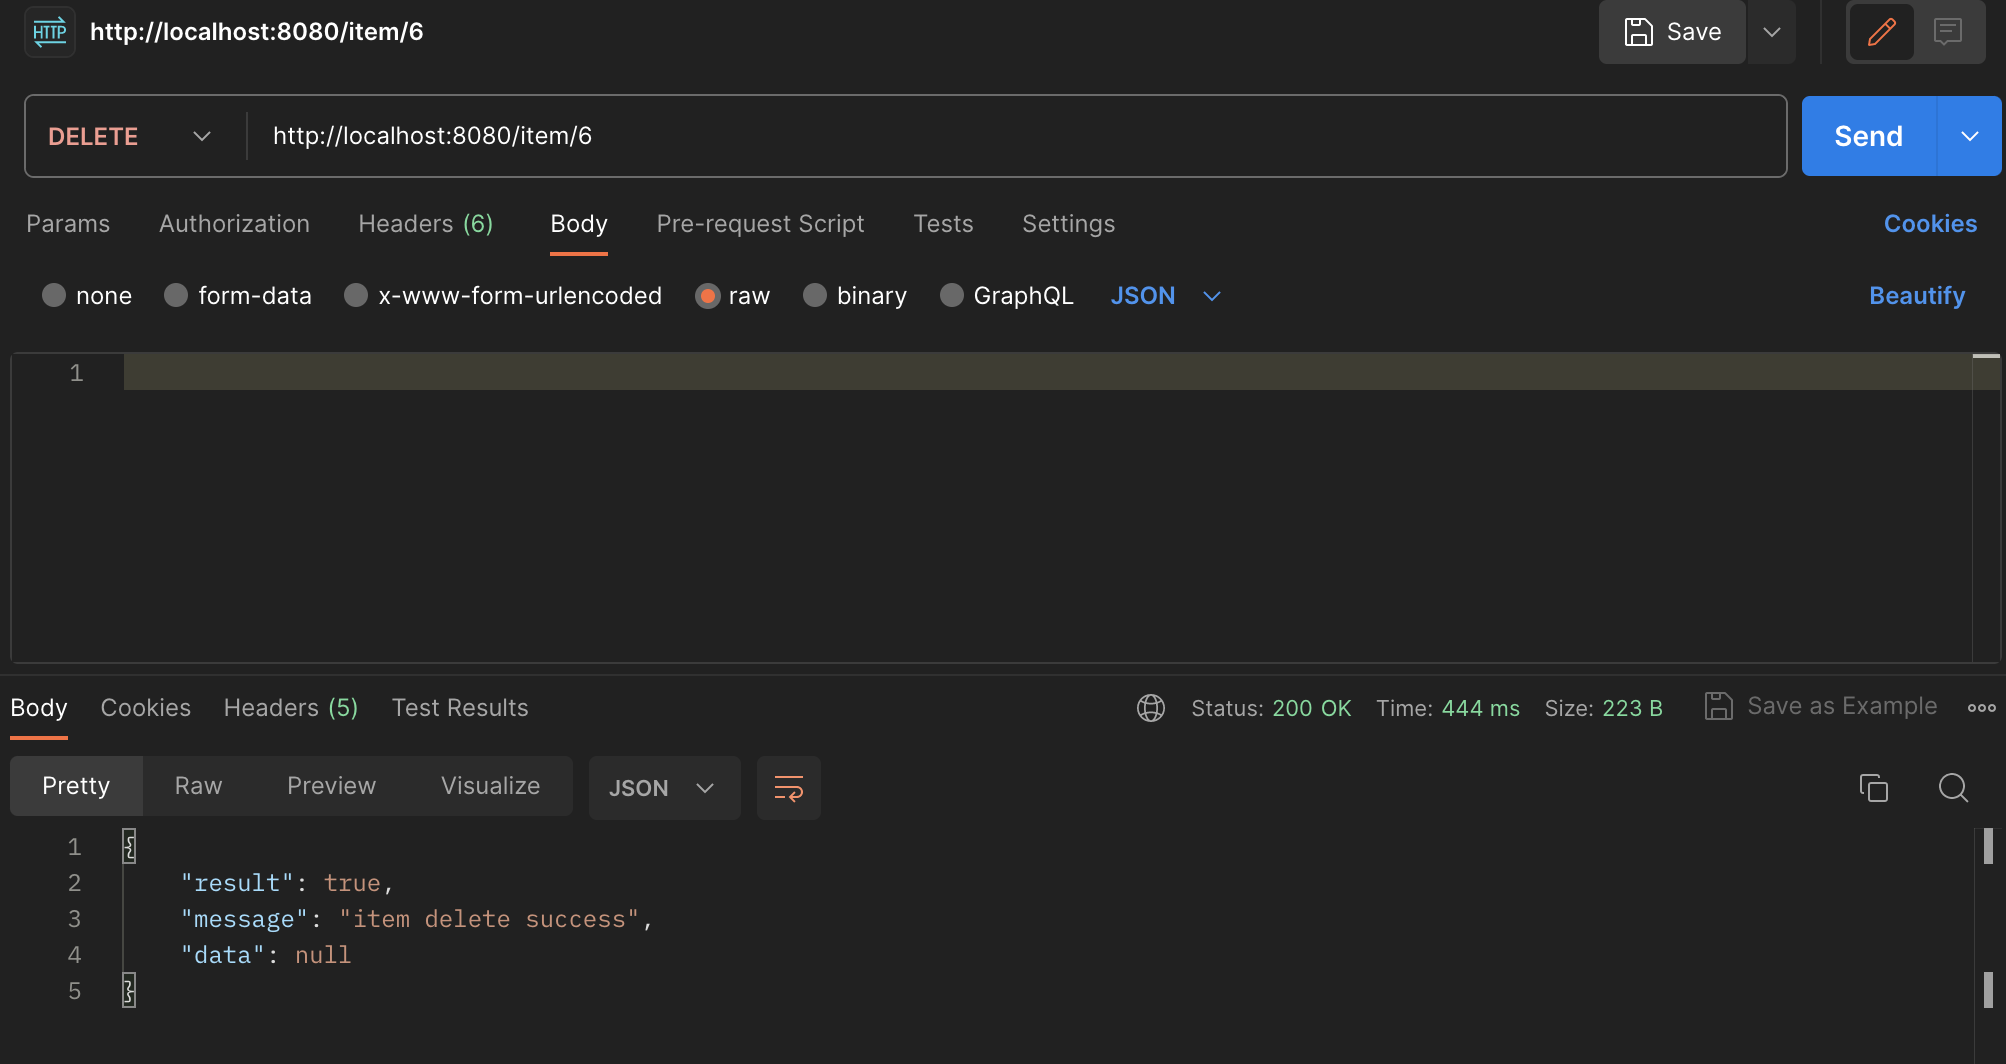 HTTP http://localhost:8080/item/6 Save
DELETE http://localhost:8080/item/6 Send
Params Authorization Headers (6) Body Pre-request Script Tests Settings Cookies
none form-data x-www-form-urlencoded raw binary GraphQL JSON Beautify
1
Body Cookies Headers (5) Test Results Status: 200 OK Time: 444 ms Size: 223 B Save as Example
Pretty Raw Preview Visualize JSON
1 {
2 "result": true,
3 "message": "item delete success",
4 "data": null
5 }